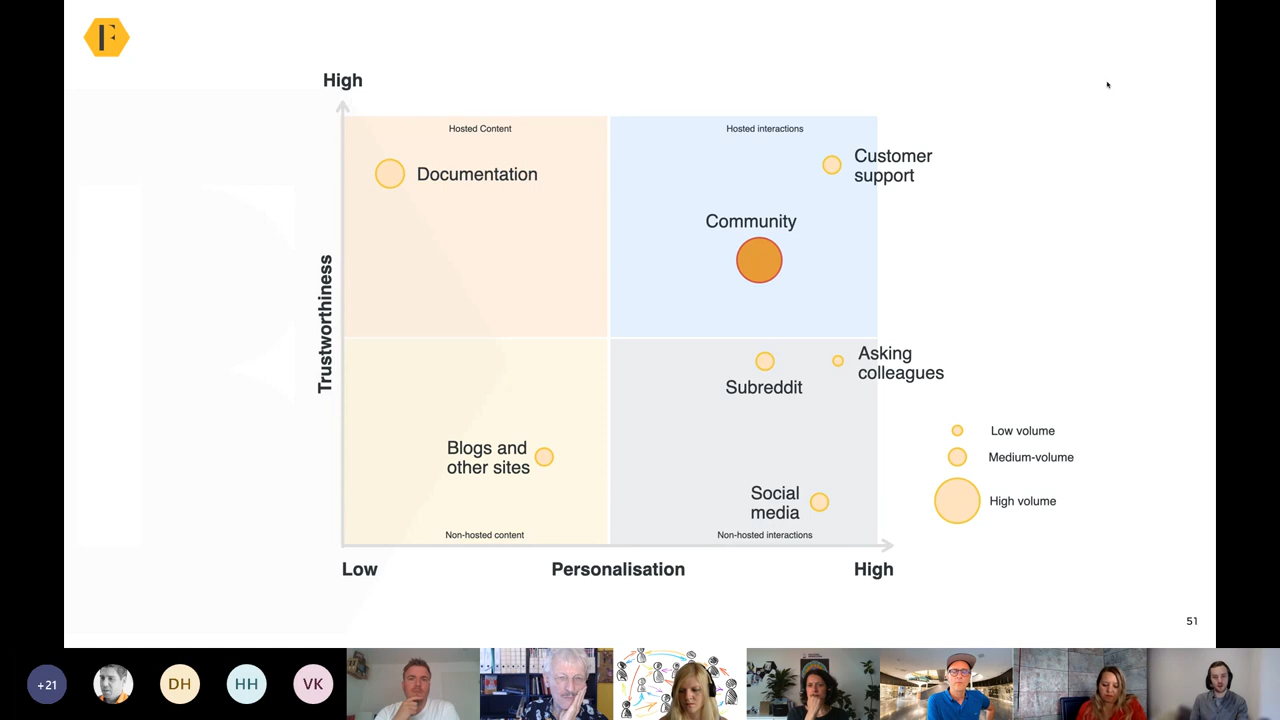 F
High
Hosted Content
Hosted interactions
Documentation
Customer
support
Community
Trustworthiness
Asking
colleagues
Subreddit
Blogs and
other sites
Social
media
Low volume
Medium-volume
High volume
Non-hosted content
Non-hosted interactions
Low
Personalisation
High
51
+21
DH
HH
VK